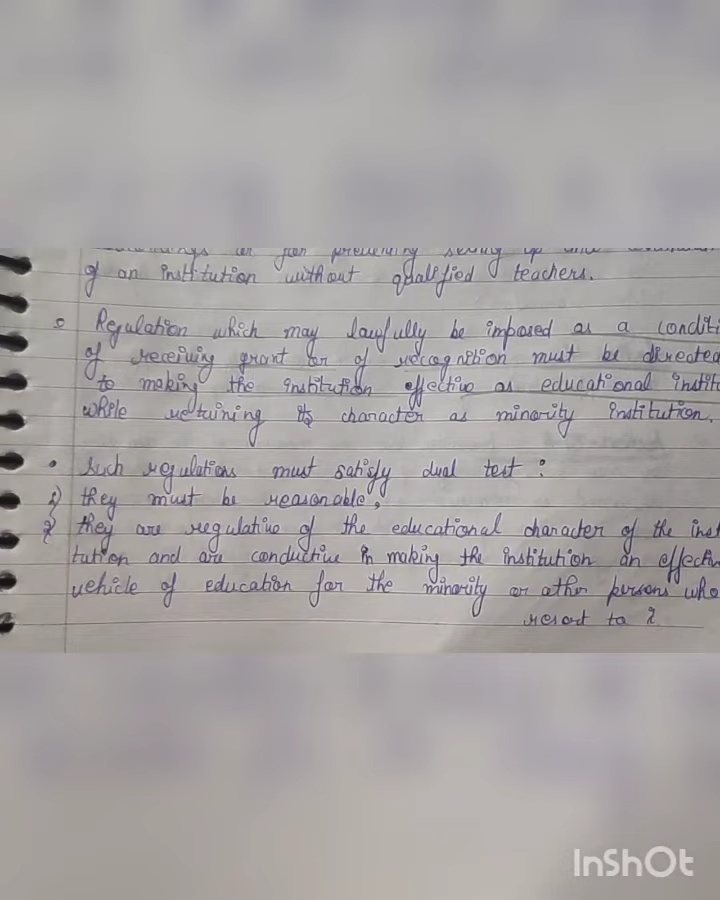 of an institution without qualified teachers.
Regulation which may lawfully be imposed as a conditi
of receiving grant or of recognition must be directed
to making the institution effective as educational instit
while retaining its character as minority institution.
• Such regulations must satisfy dual test :
1) they must be reasonable,
2 they are regulative of the educational character of the inst
tution and are conductive in making the institution an effectiv
vehicle of education for the minority or other persons who
resort to
InShOt